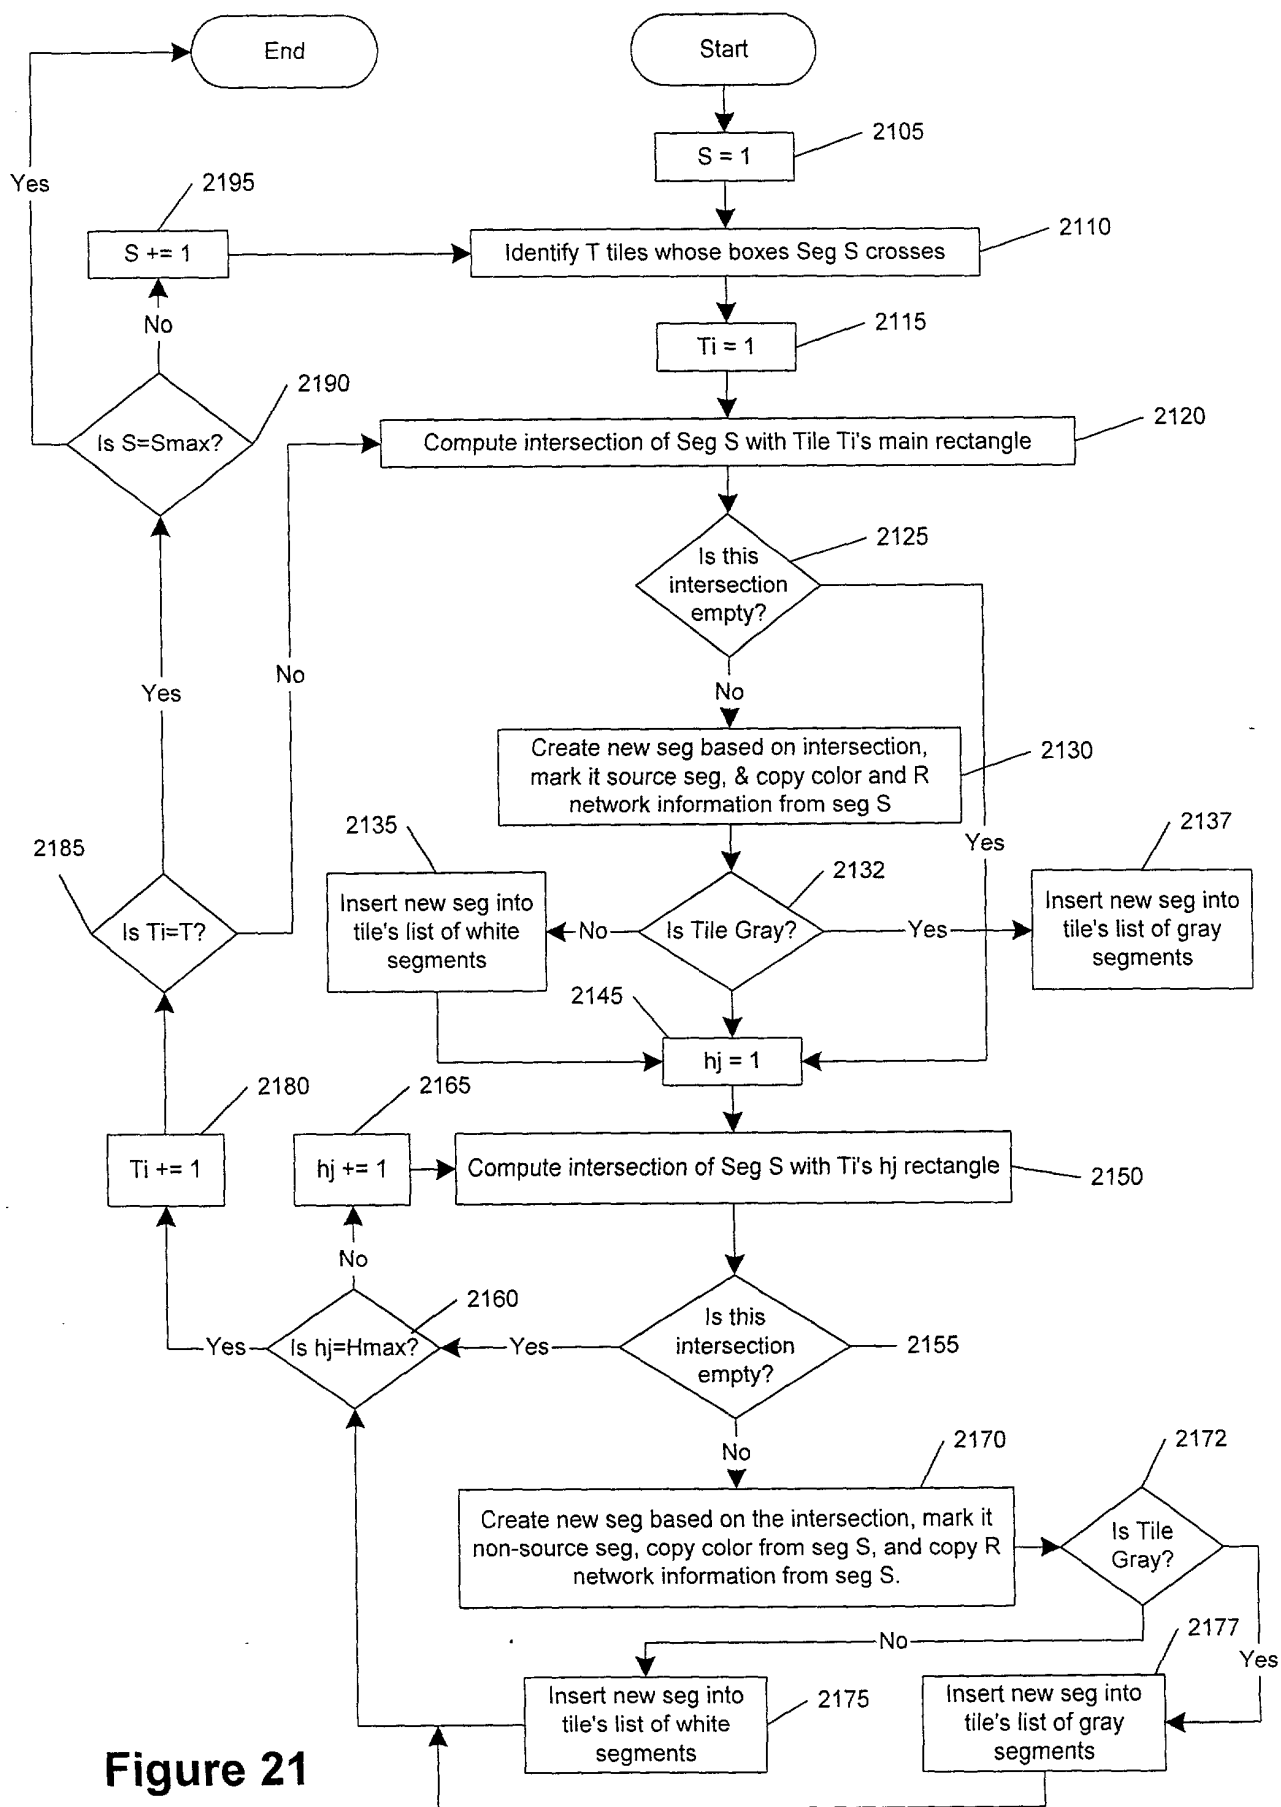 End
Start
2105
S = 1
Yes
2195
2110
S += 1
Identify T tiles whose boxes Seg S crosses
No
2115
Ti = 1
2190
2120
Is S=Smax?
Compute intersection of Seg S with Tile Ti's main rectangle
2125
Is this
intersection
empty?
No
Yes
No
Create new seg based on intersection,
mark it source seg, & copy color and R
network information from seg S
2130
2135
2137
Yes
2185
2132
Insert new seg into
tile's list of white
segments
Insert new seg into
tile's list of gray
segments
Is Ti=T?
No
Is Tile Gray?
Yes
2145
hj = 1
2180
2165
Ti += 1
hj += 1
Compute intersection of Seg S with Ti's hj rectangle
2150
No
2160
Is this
intersection
empty?
Yes
Is hj=Hmax?
Yes
2155
No
2170
2172
Create new seg based on the intersection, mark it
non-source seg, copy color from seg S, and copy R
network information from seg S.
Is Tile
Gray?
No
2177
Yes
Insert new seg into
tile's list of white
segments
2175
Insert new seg into
tile's list of gray
segments
Figure 21